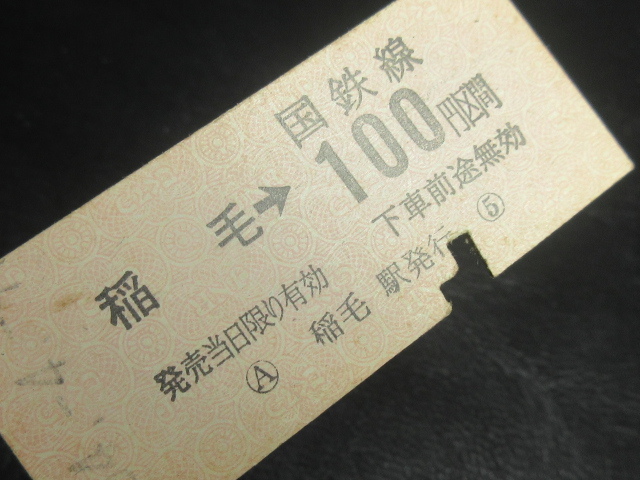 稲毛➔国鉄線
100円区間
発売当日限り有効
下車前途無効
Ⓐ 稲毛駅発行 ⑤